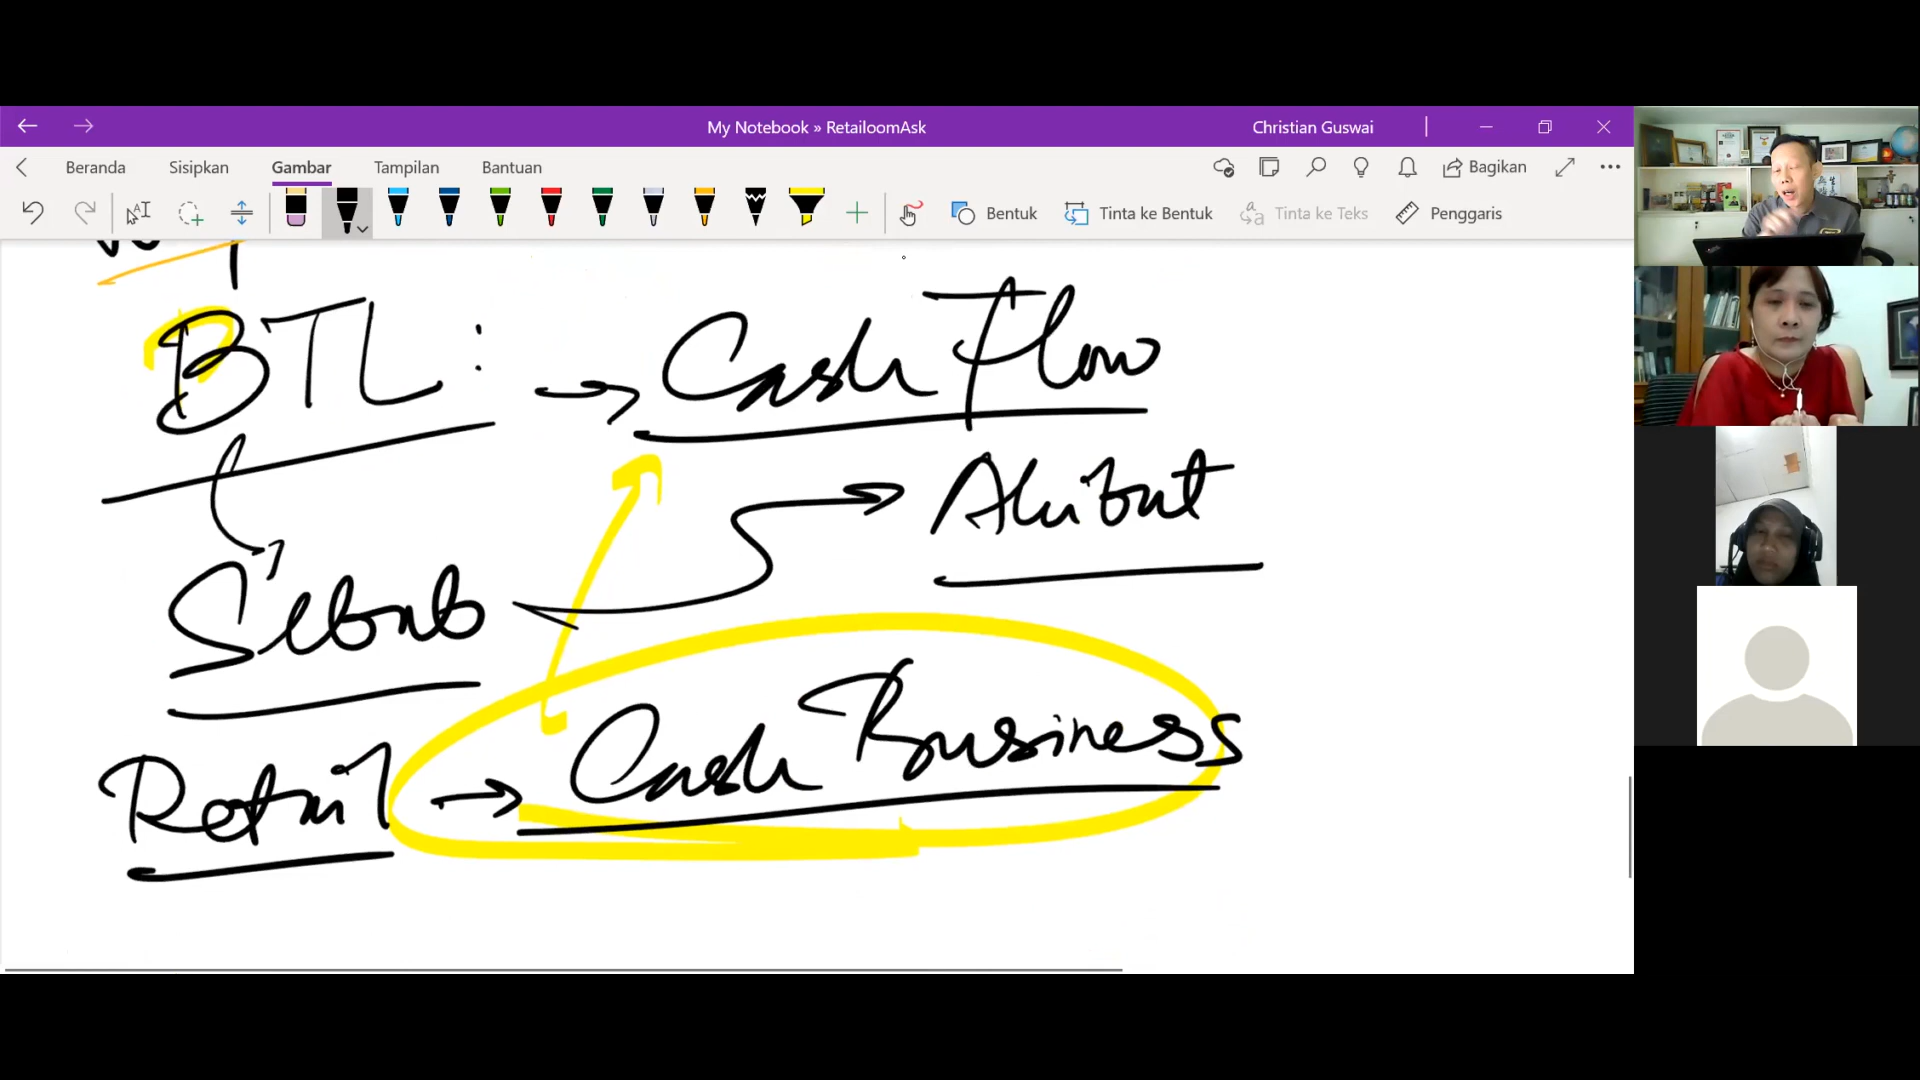 My Notebook » RetailoomAsk
Christian Guswai
Beranda Sisipkan Gambar Tampilan Bantuan
Bagikan
Bentuk Tinta ke Bentuk Tinta ke Teks Penggaris
BTL : → Cash Flow
Akibat
Sebab
Retail → Cash Business